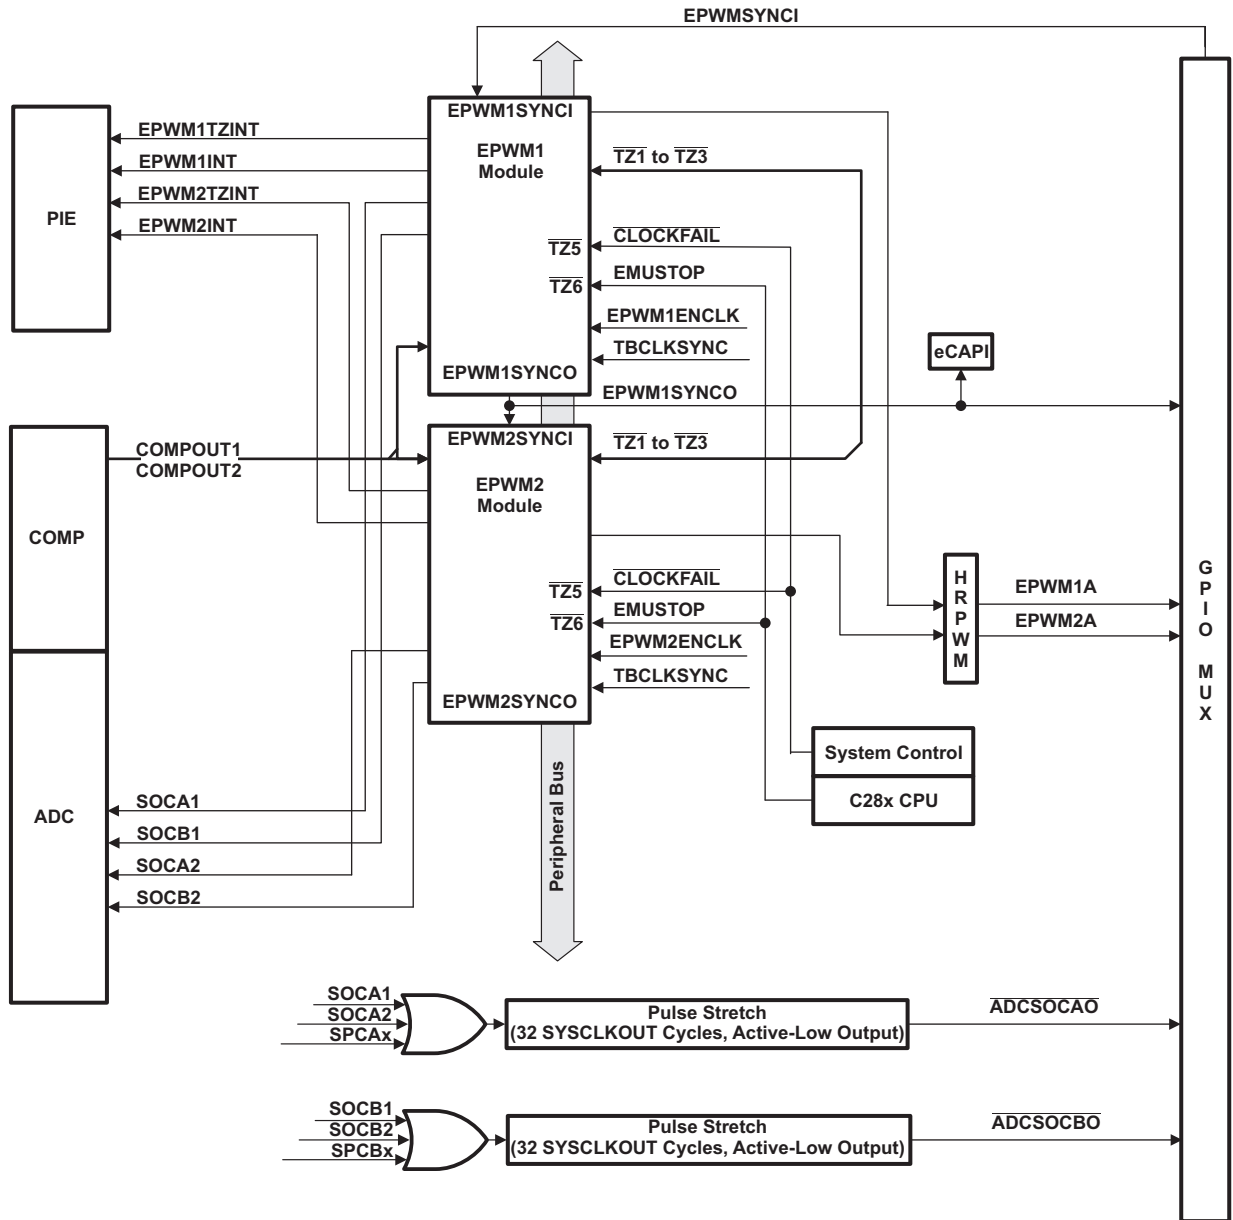 EPWMSYNCI
EPWM1SYNCI
EPWM1TZINT
EPWM1
Module
TZ1 to TZ3
EPWM1INT
EPWM2TZINT
PIE
EPWM2INT
CLOCKFAIL
TZ5
EMUSTOP
TZ6
EPWM1ENCLK
TBCLKSYNC
eCAPI
EPWM1SYNCO
EPWM1SYNCO
EPWM2SYNCI
TZ1 to TZ3
COMPOUT1
COMPOUT2
EPWM2
Module
COMP
CLOCKFAIL
TZ5
EMUSTOP
TZ6
EPWM2ENCLK
TBCLKSYNC
EPWM2SYNCO
HRPWM
EPWM1A
EPWM2A
GPIO MUX
System Control
C28x CPU
Peripheral Bus
ADC
SOCA1
SOCB1
SOCA2
SOCB2
SOCA1
SOCA2
SPCAx
Pulse Stretch
(32 SYSCLKOUT Cycles, Active-Low Output)
ADCSOCAO
SOCB1
SOCB2
SPCBx
Pulse Stretch
(32 SYSCLKOUT Cycles, Active-Low Output)
ADCSOCBO